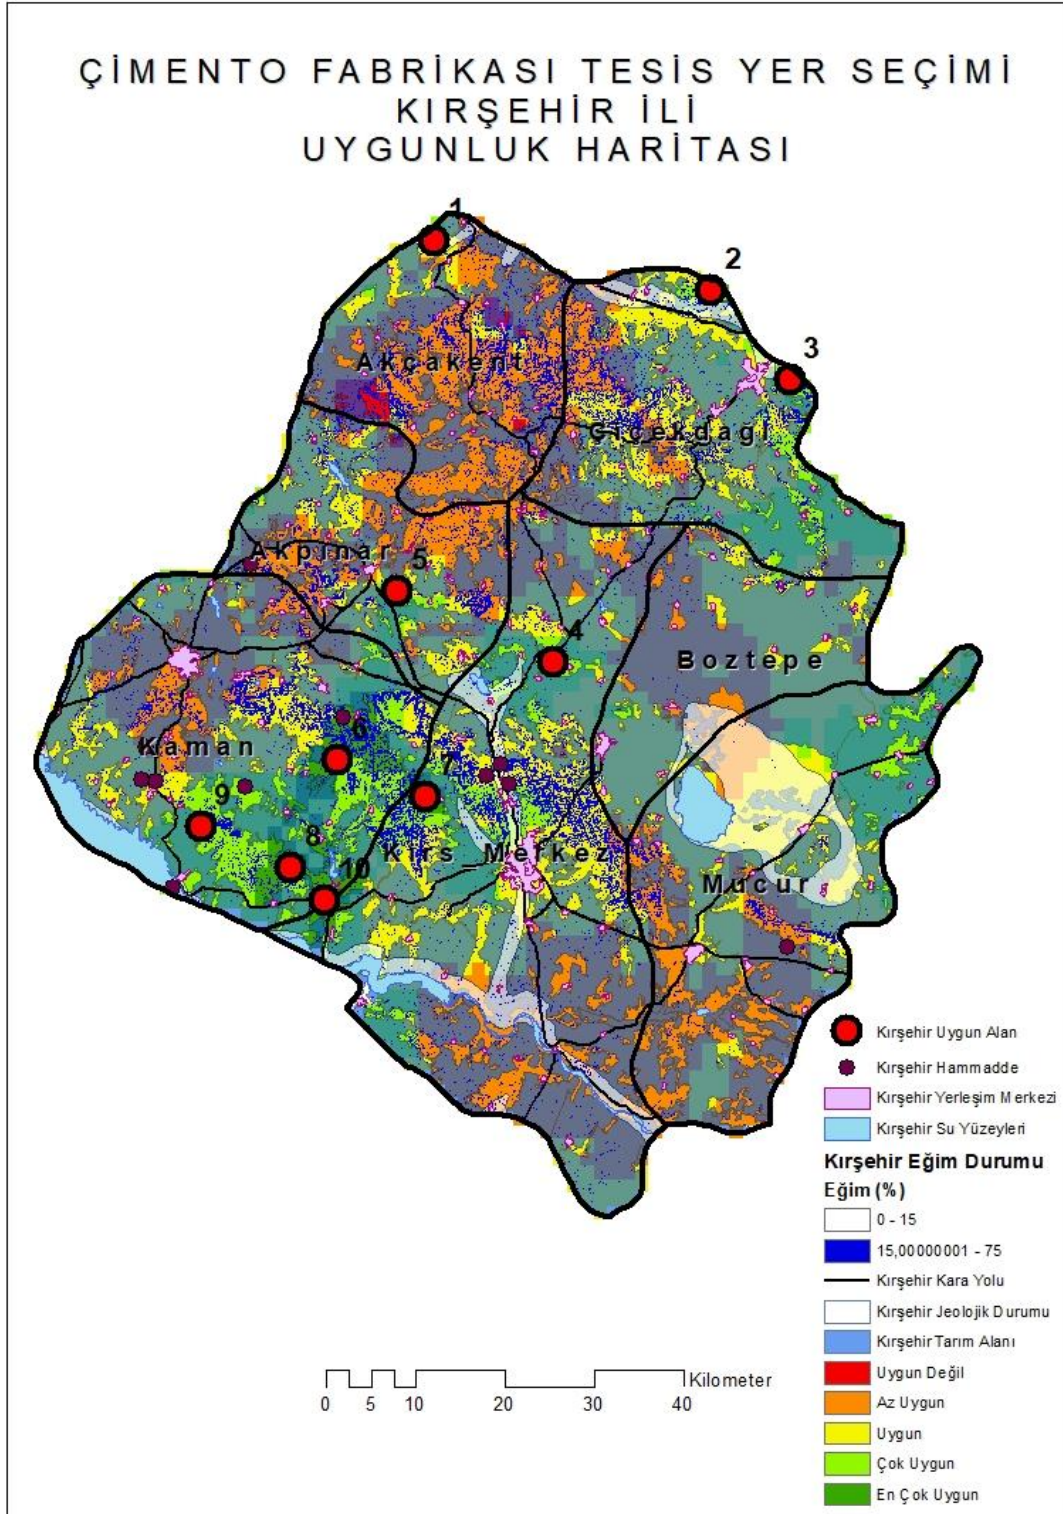 ÇİMENTO FABRİKASI TESİS YER SEÇİMİ
KIRŞEHİR İLİ
UYGUNLUK HARİTASI
1
2
3
Akçakent
Çiçekdağı
Akpınar
5
4
Boztepe
Kaman
6
7
9
8
10
Kırş Merkez
Mucur
Kırşehir Uygun Alan
Kırşehir Hammadde
Kırşehir Yerleşim Merkezi
Kırşehir Su Yüzeyleri
Kırşehir Eğim Durumu
Eğim (%)
0 - 15
15,00000001 - 75
Kırşehir Kara Yolu
Kırşehir Jeolojik Durumu
Kırşehir Tarım Alanı
Uygun Değil
Az Uygun
Uygun
Çok Uygun
En Çok Uygun
Kilometer
0 5 10 20 30 40